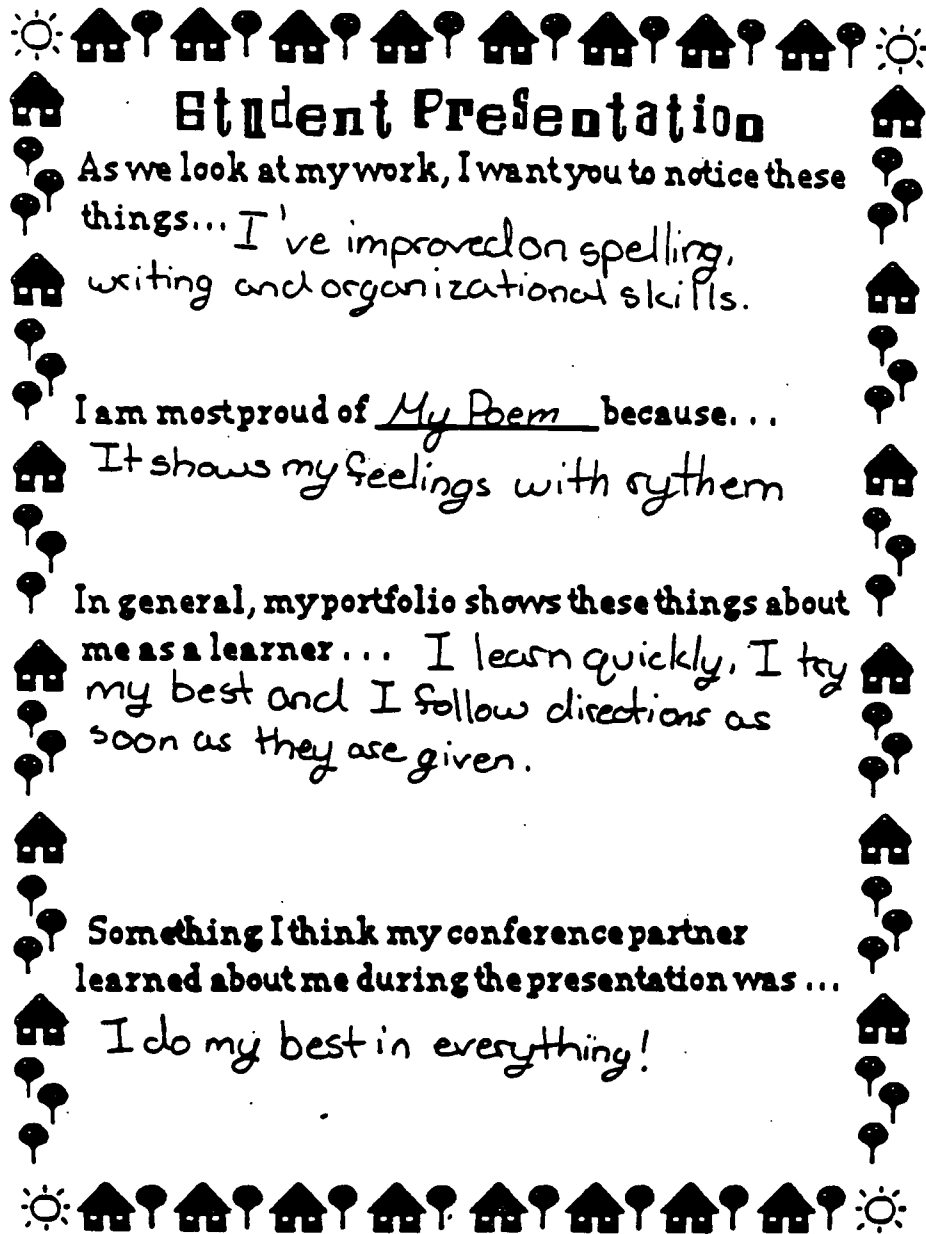 Student Presentation
As we look at my work, I want you to notice these
things... I've improved on spelling,
writing and organizational skills.
I am most proud of My Poem because...
It shows my feelings with rythem
In general, my portfolio shows these things about
me as a learner... I learn quickly, I try
my best and I follow directions as
soon as they are given.
Something I think my conference partner
learned about me during the presentation was...
I do my best in everything!